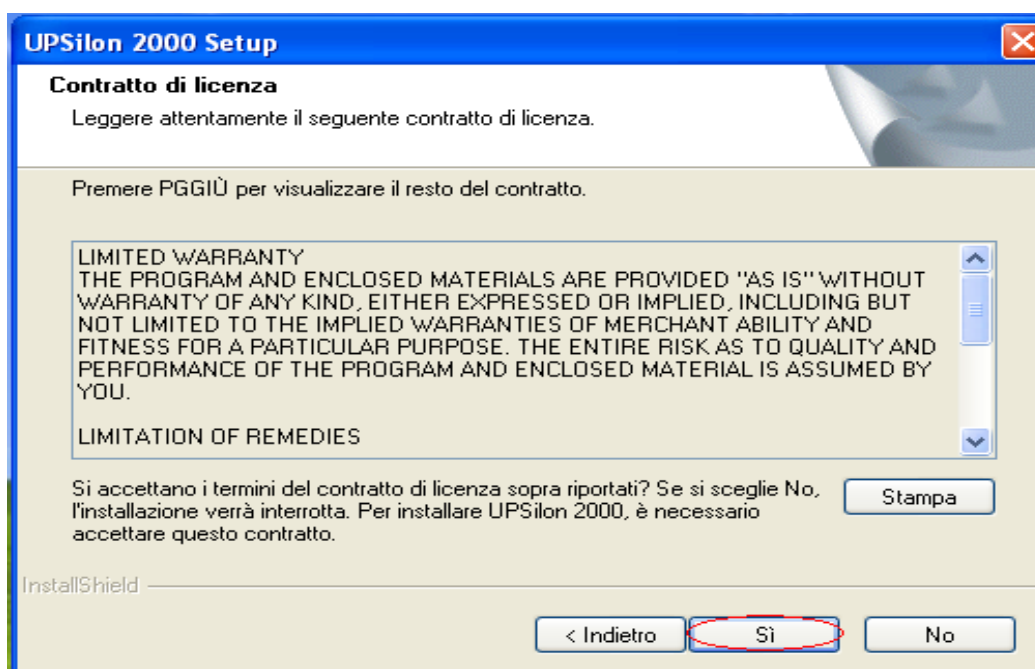 UPSilon 2000 Setup
Contratto di licenza
Leggere attentamente il seguente contratto di licenza.
Premere PGGIÙ per visualizzare il resto del contratto.
LIMITED WARRANTY
THE PROGRAM AND ENCLOSED MATERIALS ARE PROVIDED "AS IS" WITHOUT
WARRANTY OF ANY KIND, EITHER EXPRESSED OR IMPLIED, INCLUDING BUT
NOT LIMITED TO THE IMPLIED WARRANTIES OF MERCHANT ABILITY AND
FITNESS FOR A PARTICULAR PURPOSE. THE ENTIRE RISK AS TO QUALITY AND
PERFORMANCE OF THE PROGRAM AND ENCLOSED MATERIAL IS ASSUMED BY
YOU.
LIMITATION OF REMEDIES
Si accettano i termini del contratto di licenza sopra riportati? Se si sceglie No,
l'installazione verrà interrotta. Per installare UPSilon 2000, è necessario
accettare questo contratto.
Stampa
InstallShield
< Indietro
Sì
No